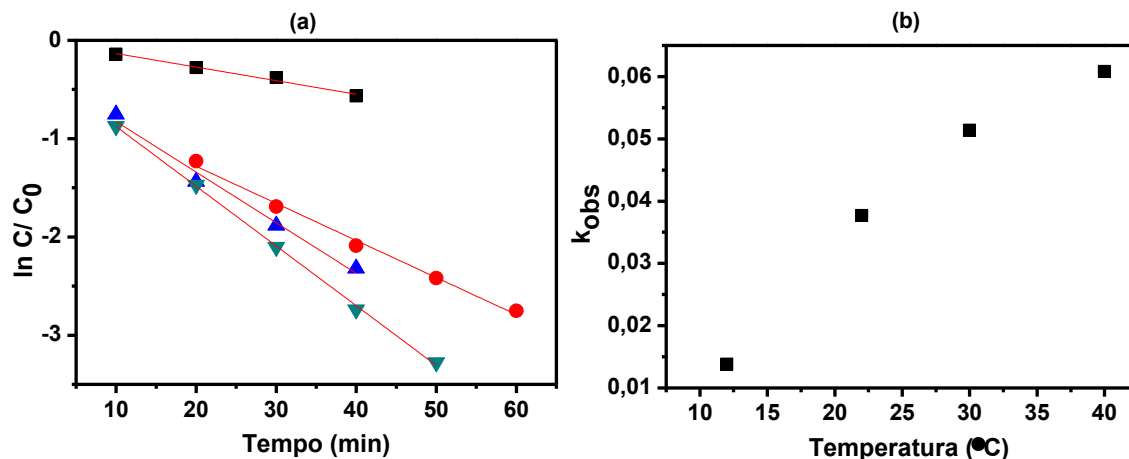 (a)
0
-1
-2
-3
ln C/ C0
10 20 30 40 50 60
Tempo (min)
(b)
0,06
0,05
0,04
0,03
0,02
0,01
kobs
10 15 20 25 30 35 40
Temperatura (ºC)